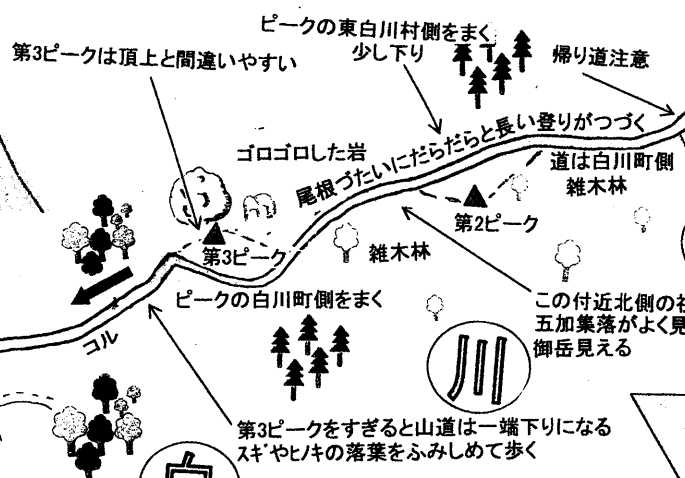 ピークの東白川村側をまく
少し下り
第3ピークは頂上と間違いやすい
帰り道注意
ゴロゴロした岩
尾根づたいにだらだらと長い登りがつづく
道は白川町側
雑木林
第2ピーク
第3ピーク
雑木林
ピークの白川町側をまく
コル
この付近北側の
五加集落がよく見
御岳見える
川
第3ピークをすぎると山道は一端下りになる
スギやヒノキの落葉をふみしめて歩く